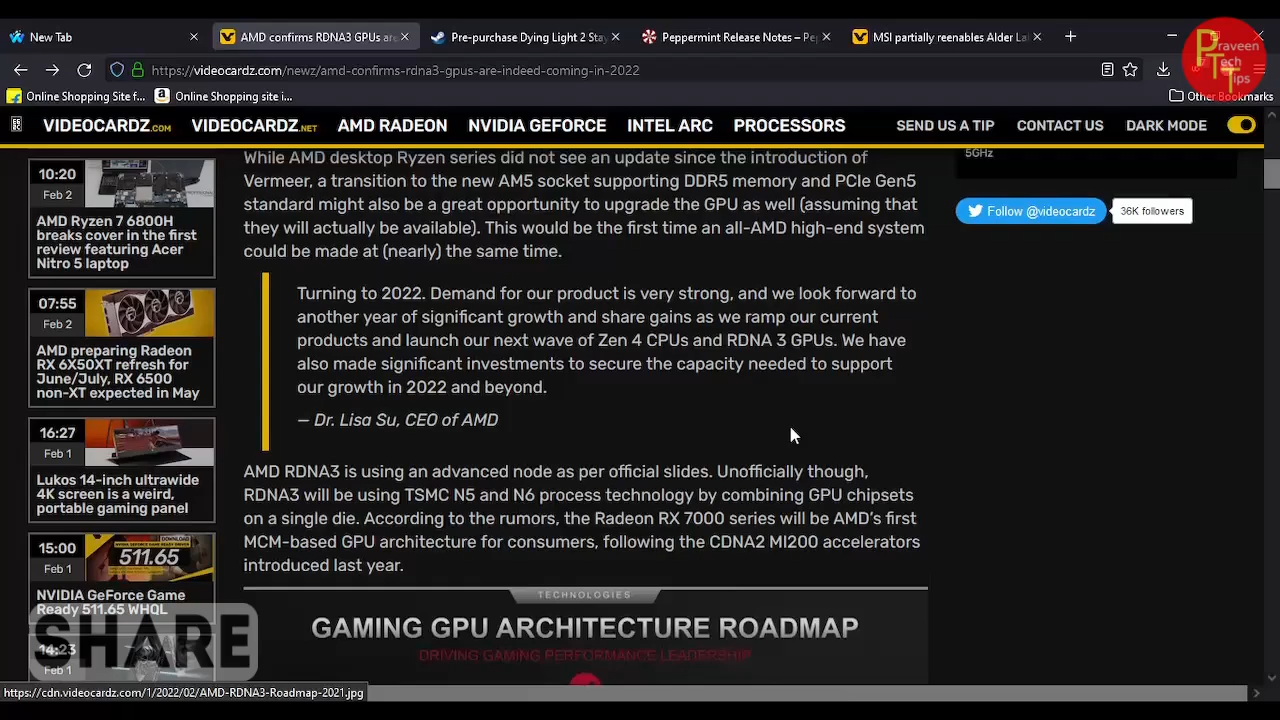 New Tab
AMD confirms RDNA3 GPUs are
Pre-purchase Dying Light 2 Stay
Peppermint Release Notes – Pep
MSI partially reenables Alder La
https://videocardz.com/newz/amd-confirms-rdna3-gpus-are-indeed-coming-in-2022
Praveen
Tech
Tips
Online Shopping Site f...
Online Shopping site i...
Other Bookmarks
VIDEOCARDZ.COM
VIDEOCARDZ.NET
AMD RADEON
NVIDIA GEFORCE
INTEL ARC
PROCESSORS
SEND US A TIP
CONTACT US
DARK MODE
10:20
Feb 2
AMD Ryzen 7 6800H
breaks cover in the first
review featuring Acer
Nitro 5 laptop
07:55
Feb 2
AMD preparing Radeon
RX 6X50XT refresh for
June/July, RX 6500
non-XT expected in May
16:27
Feb 1
Lukos 14-inch ultrawide
4K screen is a weird,
portable gaming panel
15:00
Feb 1
511.65
NVIDIA GeForce Game
Ready 511.65 WHQL
14:23
Feb 1
SHARE
While AMD desktop Ryzen series did not see an update since the introduction of
Vermeer, a transition to the new AM5 socket supporting DDR5 memory and PCIe Gen5
standard might also be a great opportunity to upgrade the GPU as well (assuming that
they will actually be available). This would be the first time an all-AMD high-end system
could be made at (nearly) the same time.
Turning to 2022. Demand for our product is very strong, and we look forward to
another year of significant growth and share gains as we ramp our current
products and launch our next wave of Zen 4 CPUs and RDNA 3 GPUs. We have
also made significant investments to secure the capacity needed to support
our growth in 2022 and beyond.
— Dr. Lisa Su, CEO of AMD
AMD RDNA3 is using an advanced node as per official slides. Unofficially though,
RDNA3 will be using TSMC N5 and N6 process technology by combining GPU chipsets
on a single die. According to the rumors, the Radeon RX 7000 series will be AMD's first
MCM-based GPU architecture for consumers, following the CDNA2 MI200 accelerators
introduced last year.
TECHNOLOGIES
GAMING GPU ARCHITECTURE ROADMAP
DRIVING GAMING PERFORMANCE LEADERSHIP
5GHz
Follow @videocardz
36K followers
https://cdn.videocardz.com/1/2022/02/AMD-RDNA3-Roadmap-2021.jpg